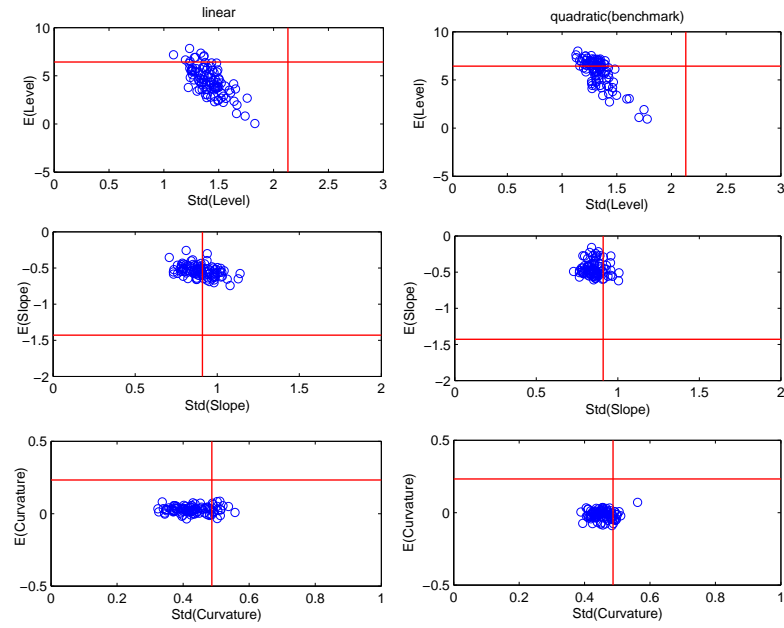 linear
quadratic(benchmark)
10
5
0
−5
E(Level)
0 0.5 1 1.5 2 2.5 3
Std(Level)
10
5
0
−5
E(Level)
0 0.5 1 1.5 2 2.5 3
Std(Level)
0
−0.5
−1
−1.5
−2
E(Slope)
0 0.5 1 1.5 2
Std(Slope)
0
−0.5
−1
−1.5
−2
E(Slope)
0 0.5 1 1.5 2
Std(Slope)
0.5
0
−0.5
E(Curvature)
0 0.2 0.4 0.6 0.8 1
Std(Curvature)
0.5
0
−0.5
E(Curvature)
0 0.2 0.4 0.6 0.8 1
Std(Curvature)